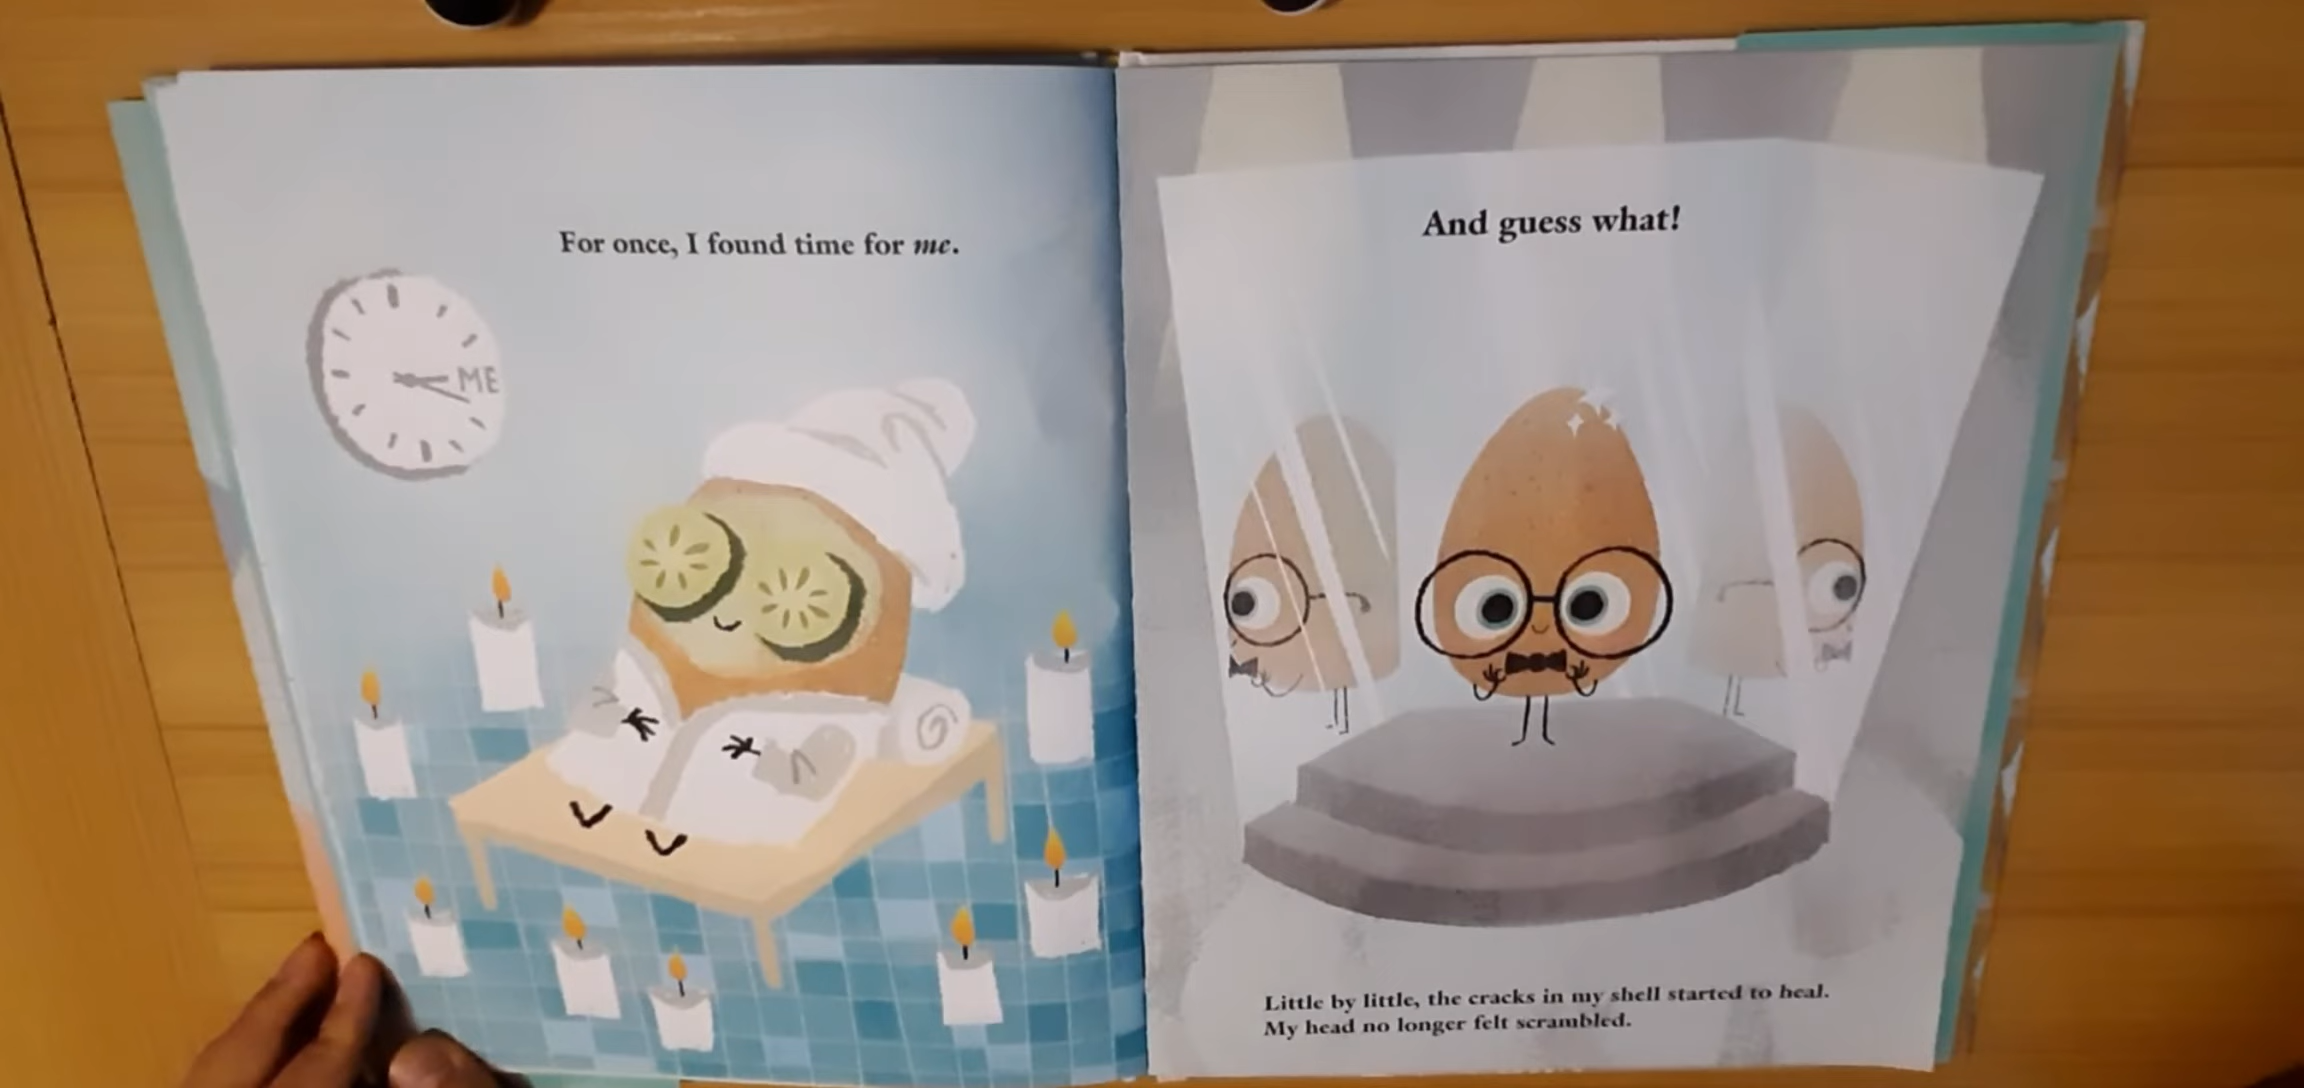 For once, I found time for me.
ME
And guess what!
Little by little, the cracks in my shell started to heal.
My head no longer felt scrambled.